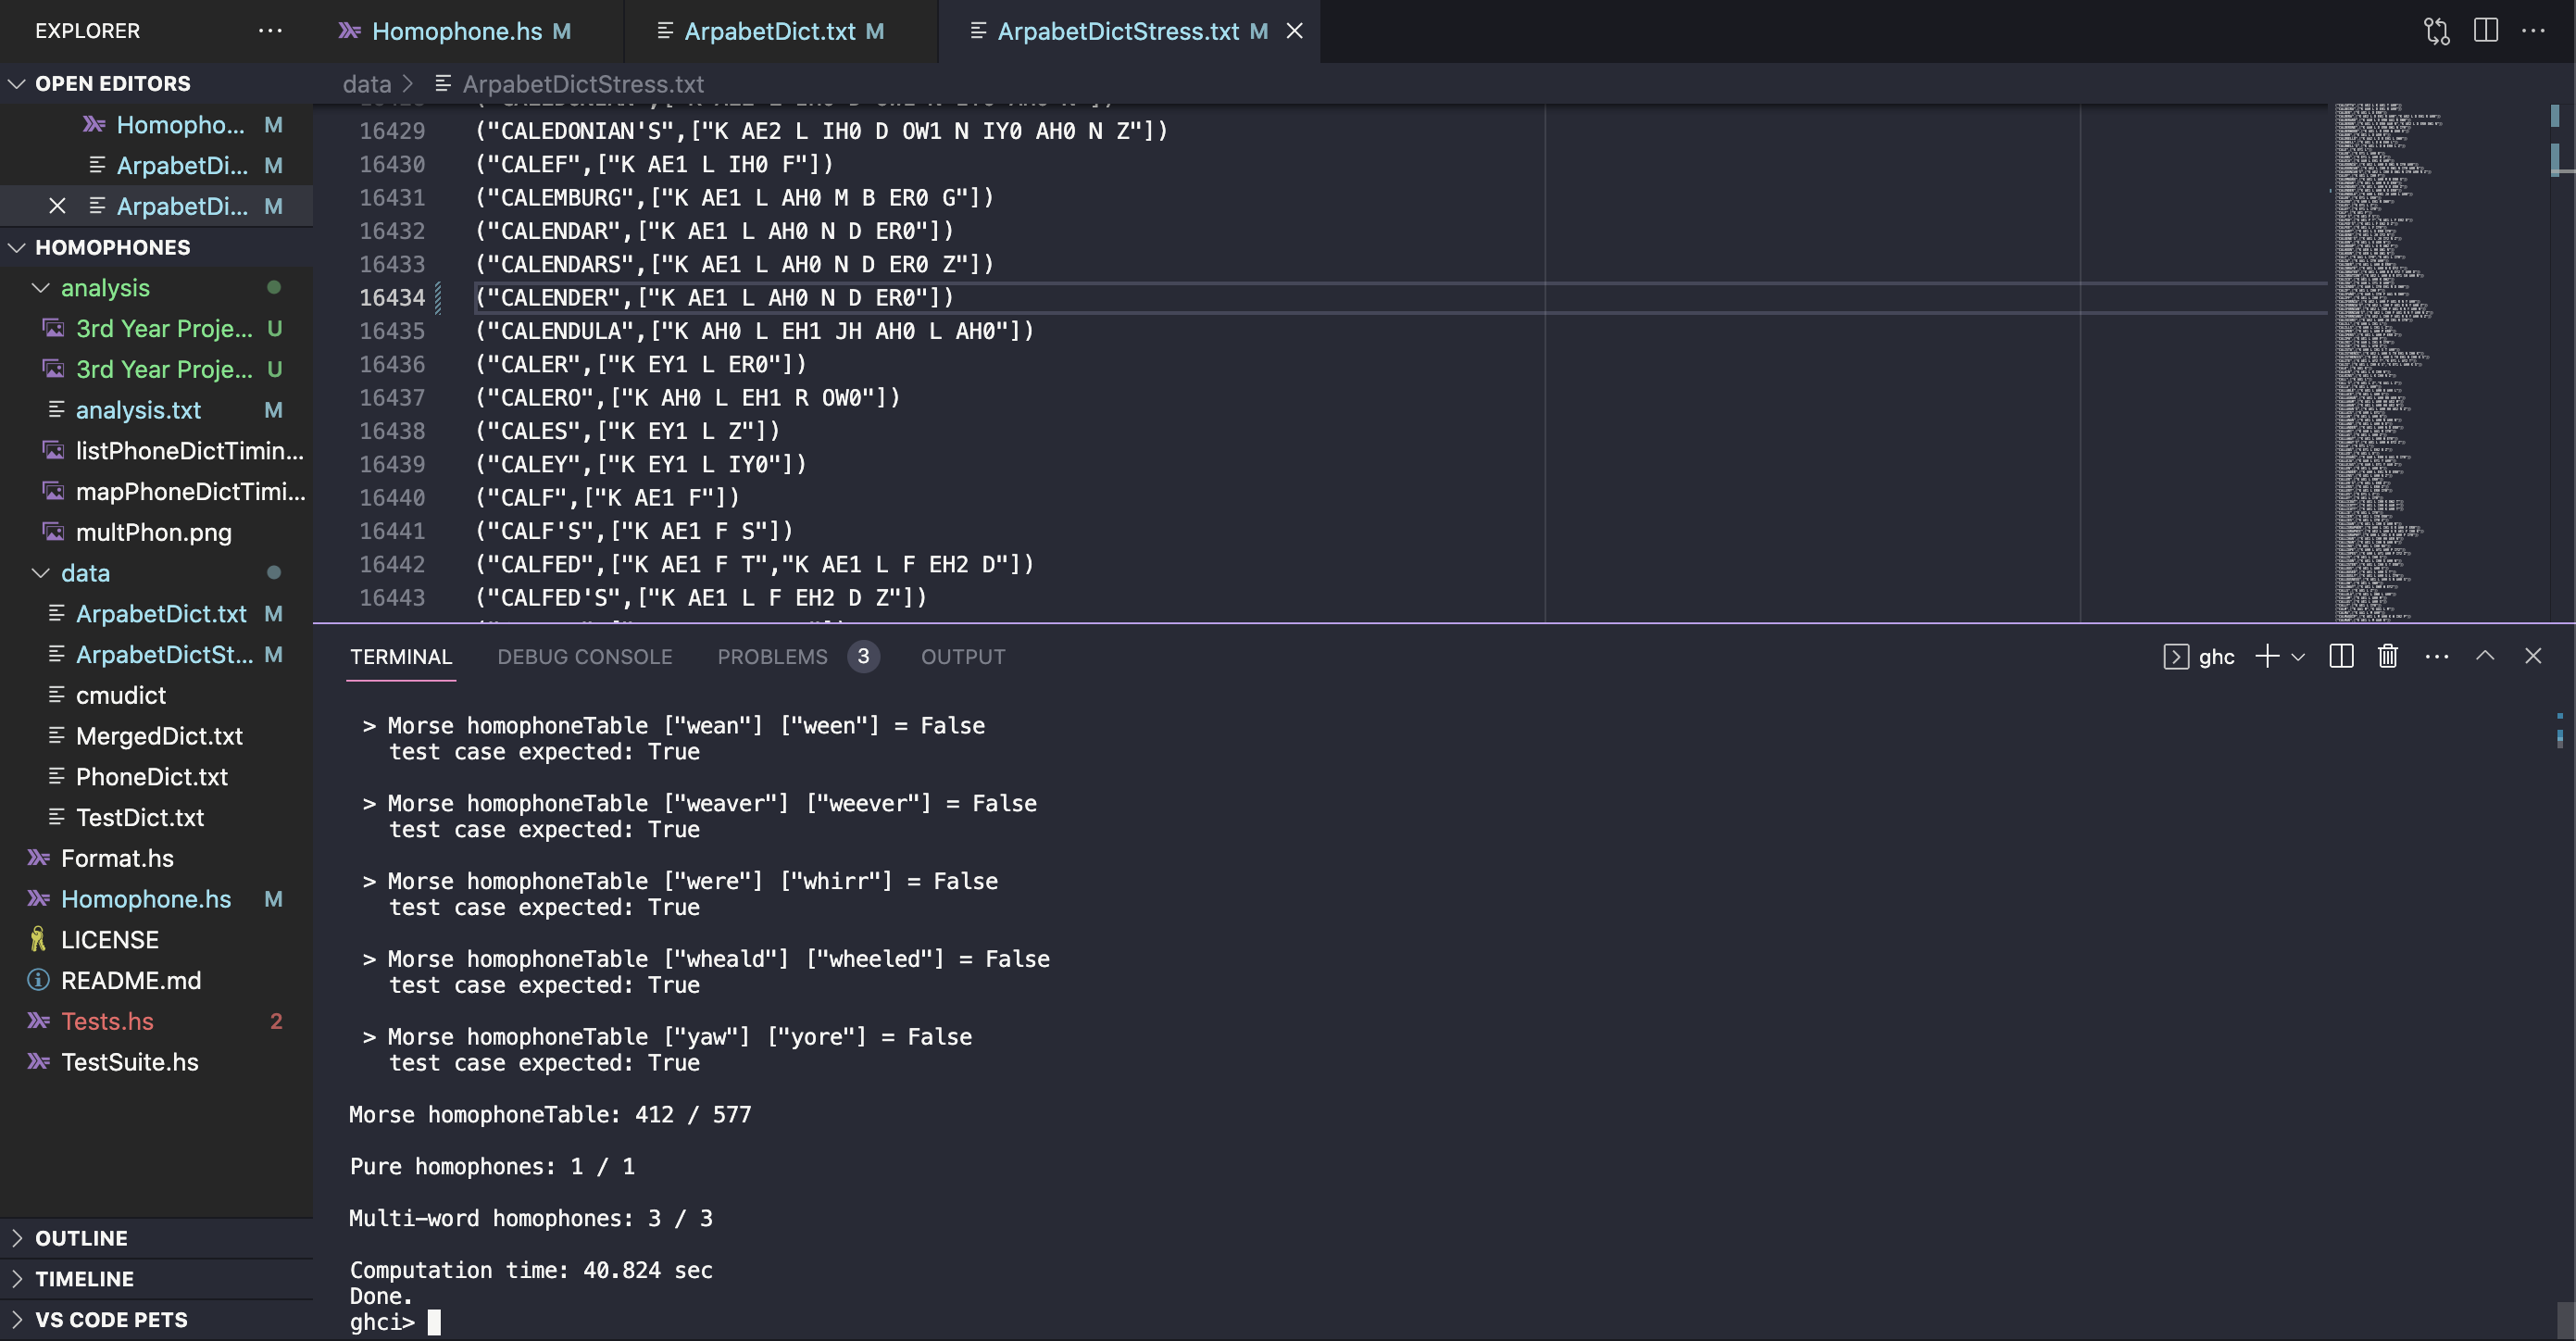 EXPLORER
Homophone.hs M
ArpabetDict.txt M
ArpabetDictStress.txt M
OPEN EDITORS
Homopho... M
ArpabetDi... M
ArpabetDi... M
HOMOPHONES
analysis
3rd Year Proje... U
3rd Year Proje... U
analysis.txt M
listPhoneDictTimin...
mapPhoneDictTimi...
multPhon.png
data
ArpabetDict.txt M
ArpabetDictSt... M
cmudict
MergedDict.txt
PhoneDict.txt
TestDict.txt
Format.hs
Homophone.hs M
LICENSE
README.md
Tests.hs 2
TestSuite.hs
OUTLINE
TIMELINE
VS CODE PETS
data > ArpabetDictStress.txt
16429 ("CALEDONIAN'S",["K AE2 L IH0 D OW1 N IY0 AH0 N Z"])
16430 ("CALEF",["K AE1 L IH0 F"])
16431 ("CALEMBURG",["K AE1 L AH0 M B ER0 G"])
16432 ("CALENDAR",["K AE1 L AH0 N D ER0"])
16433 ("CALENDARS",["K AE1 L AH0 N D ER0 Z"])
16434 ("CALENDER",["K AE1 L AH0 N D ER0"])
16435 ("CALENDULA",["K AH0 L EH1 JH AH0 L AH0"])
16436 ("CALER",["K EY1 L ER0"])
16437 ("CALERO",["K AH0 L EH1 R OW0"])
16438 ("CALES",["K EY1 L Z"])
16439 ("CALEY",["K EY1 L IY0"])
16440 ("CALF",["K AE1 F"])
16441 ("CALF'S",["K AE1 F S"])
16442 ("CALFED",["K AE1 F T","K AE1 L F EH2 D"])
16443 ("CALFED'S",["K AE1 L F EH2 D Z"])
TERMINAL DEBUG CONSOLE PROBLEMS 3 OUTPUT
ghc
> Morse homophoneTable ["wean"] ["ween"] = False
test case expected: True
> Morse homophoneTable ["weaver"] ["weever"] = False
test case expected: True
> Morse homophoneTable ["were"] ["whirr"] = False
test case expected: True
> Morse homophoneTable ["wheald"] ["wheeled"] = False
test case expected: True
> Morse homophoneTable ["yaw"] ["yore"] = False
test case expected: True
Morse homophoneTable: 412 / 577
Pure homophones: 1 / 1
Multi-word homophones: 3 / 3
Computation time: 40.824 sec
Done.
ghci>